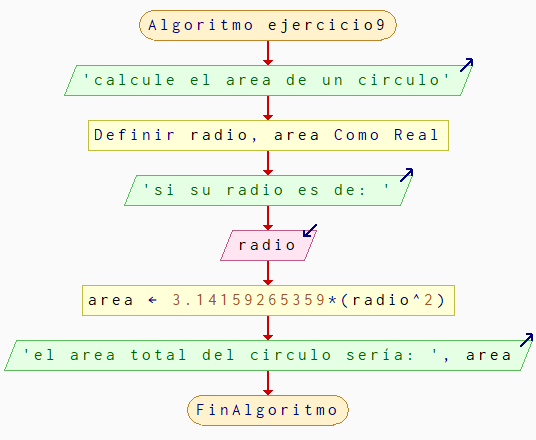 Algoritmo ejercicio9
'calcule el area de un circulo'
Definir radio, area Como Real
'si su radio es de: '
radio
area ← 3.14159265359*(radio^2)
'el area total del circulo sería: ', area
FinAlgoritmo